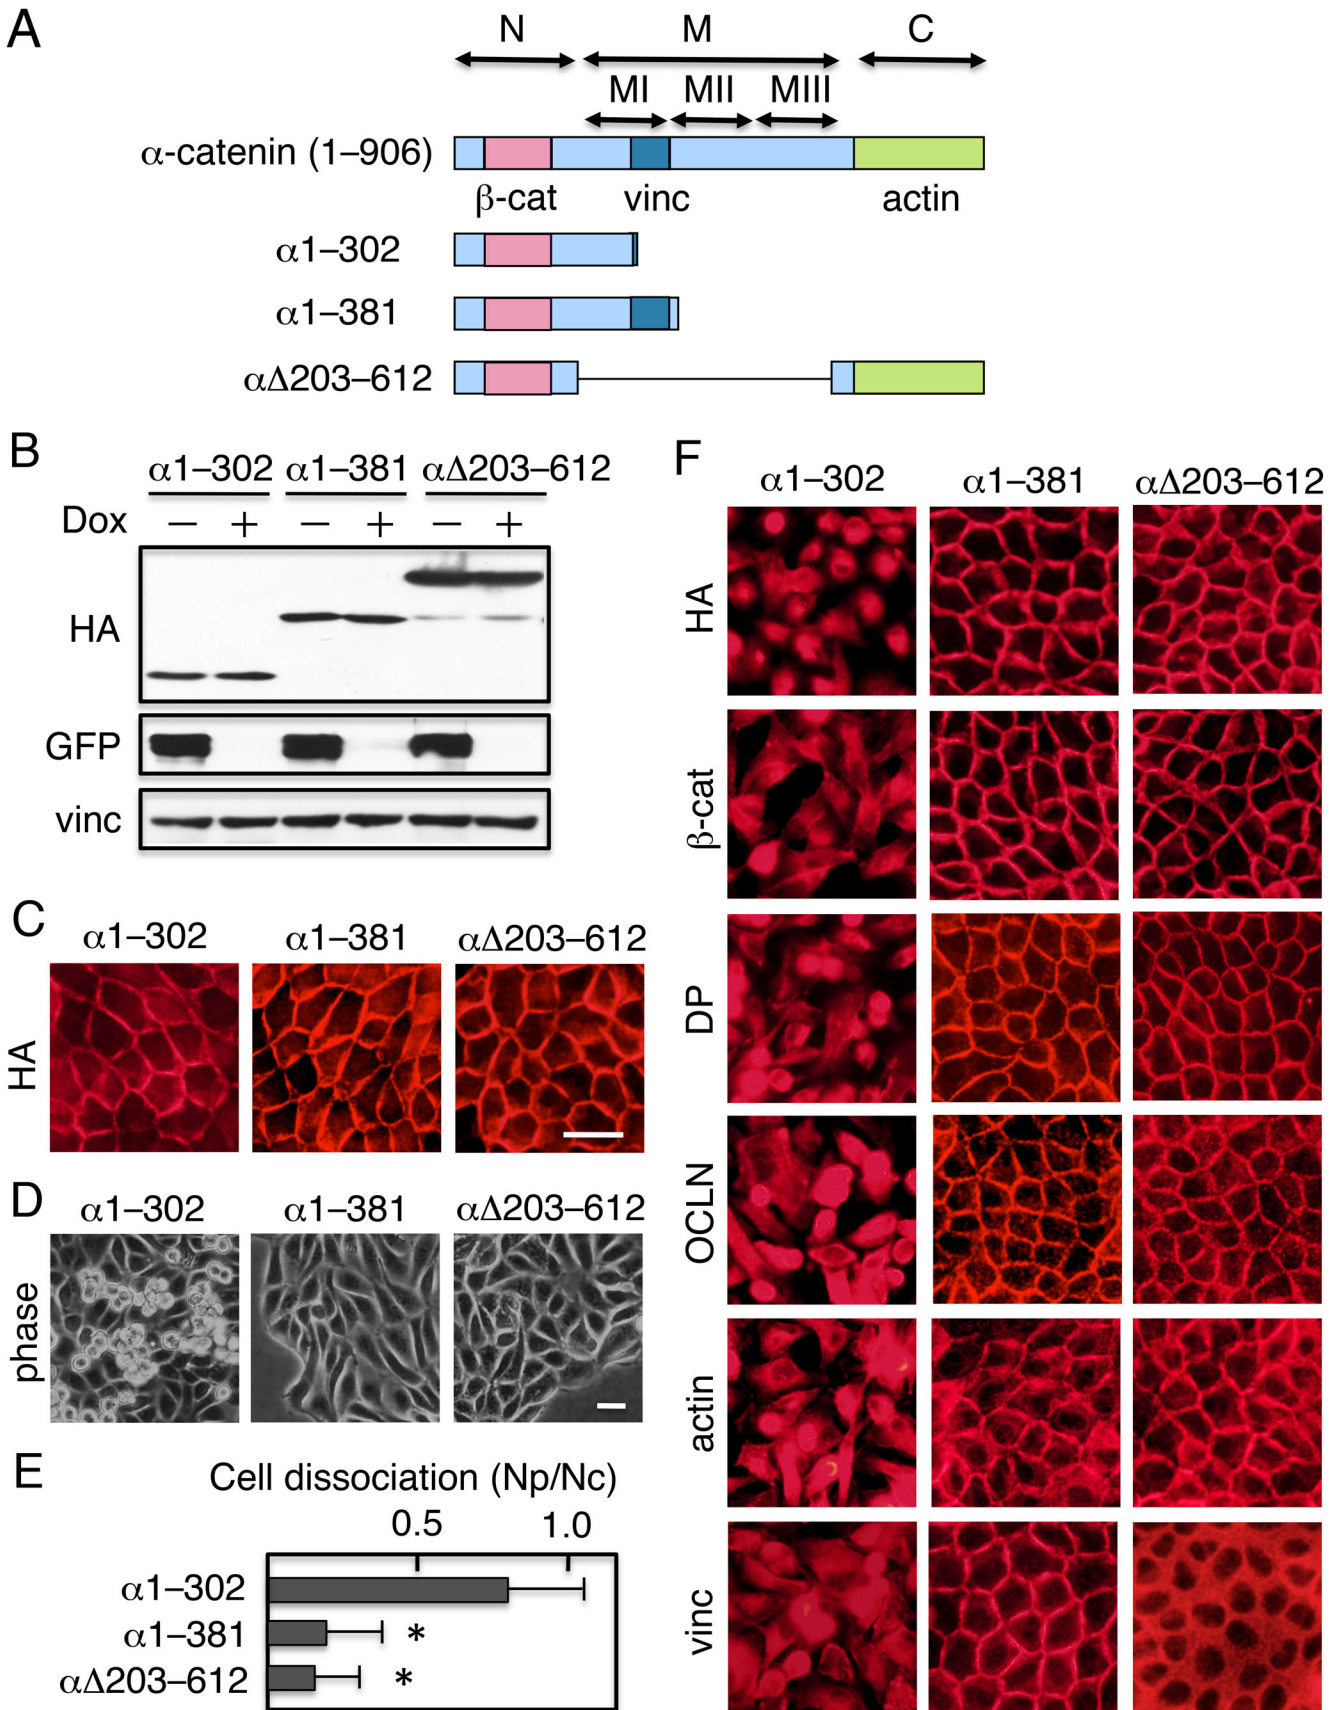 A
N M C
MI MII MIII
α-catenin (1–906)
β-cat vinc actin
α1–302
α1–381
αΔ203–612
B
α1–302 α1–381 αΔ203–612
Dox – + – + – +
HA
GFP
vinc
C
α1–302 α1–381 αΔ203–612
HA
D
α1–302 α1–381 αΔ203–612
phase
E
Cell dissociation (Np/Nc)
0.5 1.0
α1–302
α1–381 *
αΔ203–612 *
F
α1–302 α1–381 αΔ203–612
HA
β-cat
DP
OCLN
actin
vinc